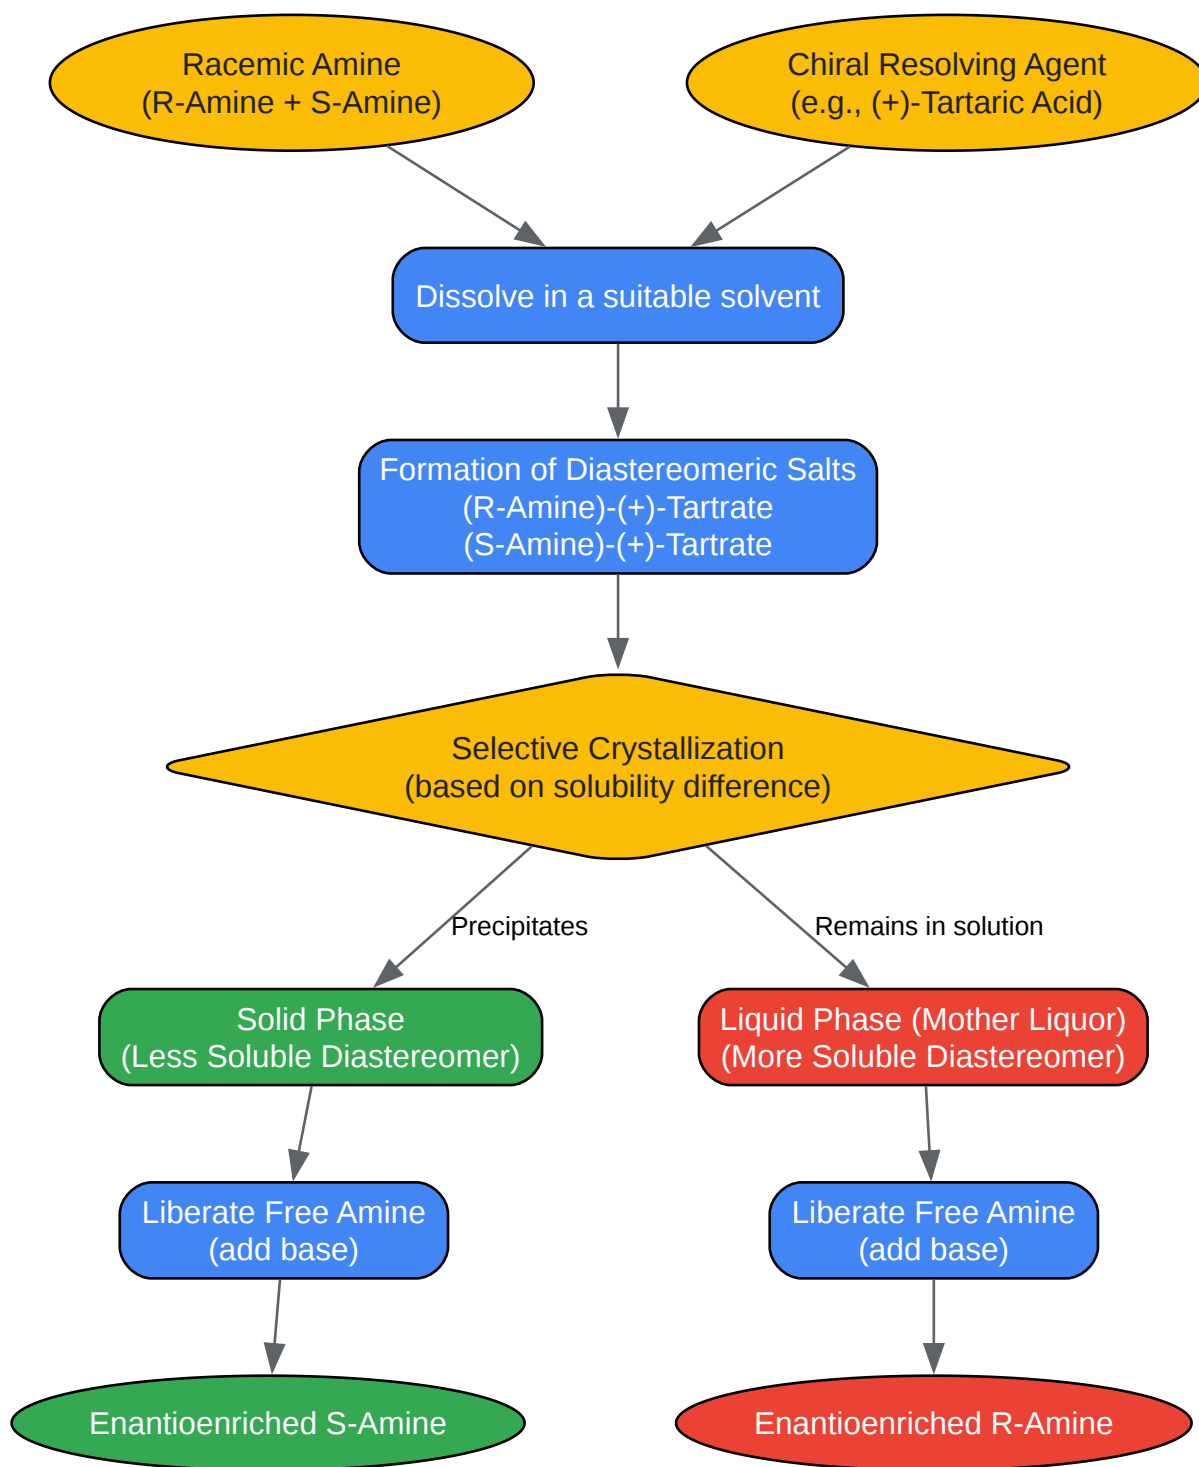 Racemic Amine
(R-Amine + S-Amine)
Chiral Resolving Agent
(e.g., (+)-Tartaric Acid)
Dissolve in a suitable solvent
Formation of Diastereomeric Salts
(R-Amine)-(+)-Tartrate
(S-Amine)-(+)-Tartrate
Selective Crystallization
(based on solubility difference)
Precipitates
Remains in solution
Solid Phase
(Less Soluble Diastereomer)
Liquid Phase (Mother Liquor)
(More Soluble Diastereomer)
Liberate Free Amine
(add base)
Liberate Free Amine
(add base)
Enantioenriched S-Amine
Enantioenriched R-Amine